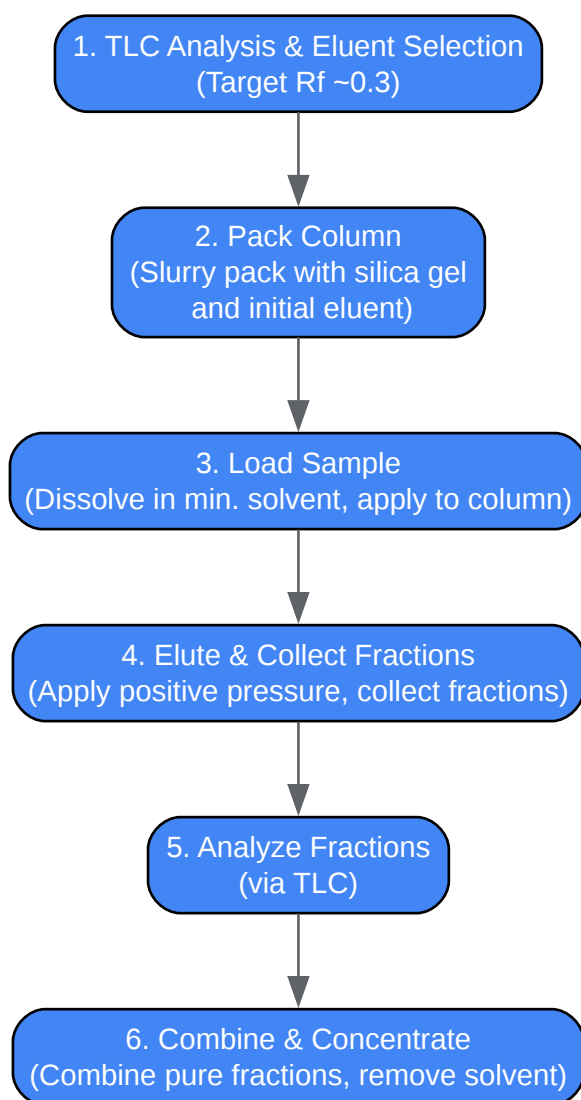 1. TLC Analysis & Eluent Selection
(Target Rf ~0.3)
2. Pack Column
(Slurry pack with silica gel
and initial eluent)
3. Load Sample
(Dissolve in min. solvent, apply to column)
4. Elute & Collect Fractions
(Apply positive pressure, collect fractions)
5. Analyze Fractions
(via TLC)
6. Combine & Concentrate
(Combine pure fractions, remove solvent)